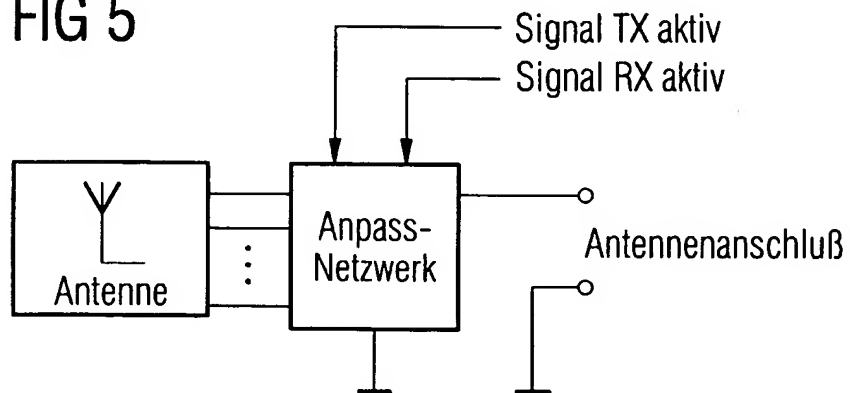 FIG 5
Signal TX aktiv
Signal RX aktiv
Anpass-
Netzwerk
Antenne
Antennenanschluß